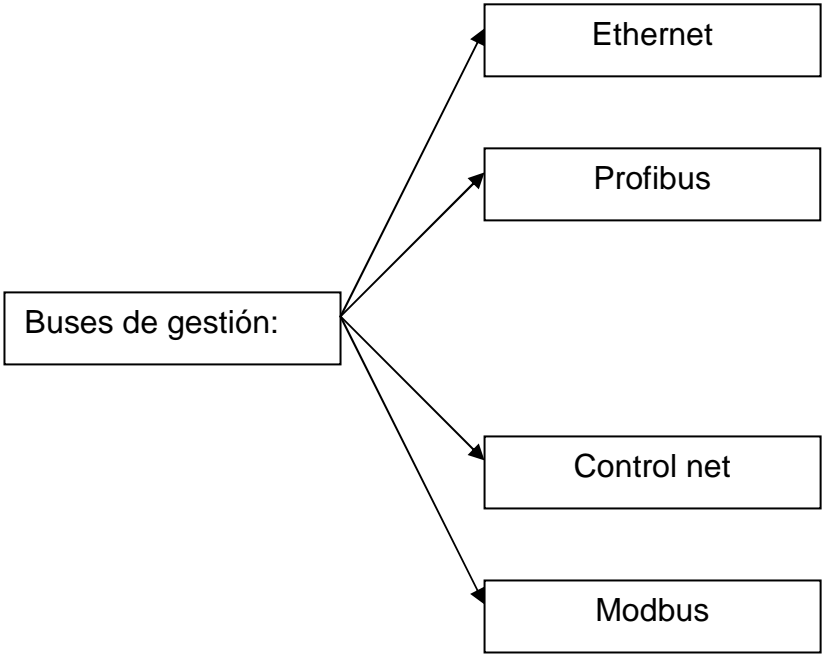 Ethernet
Profibus
Buses de gestión:
Control net
Modbus